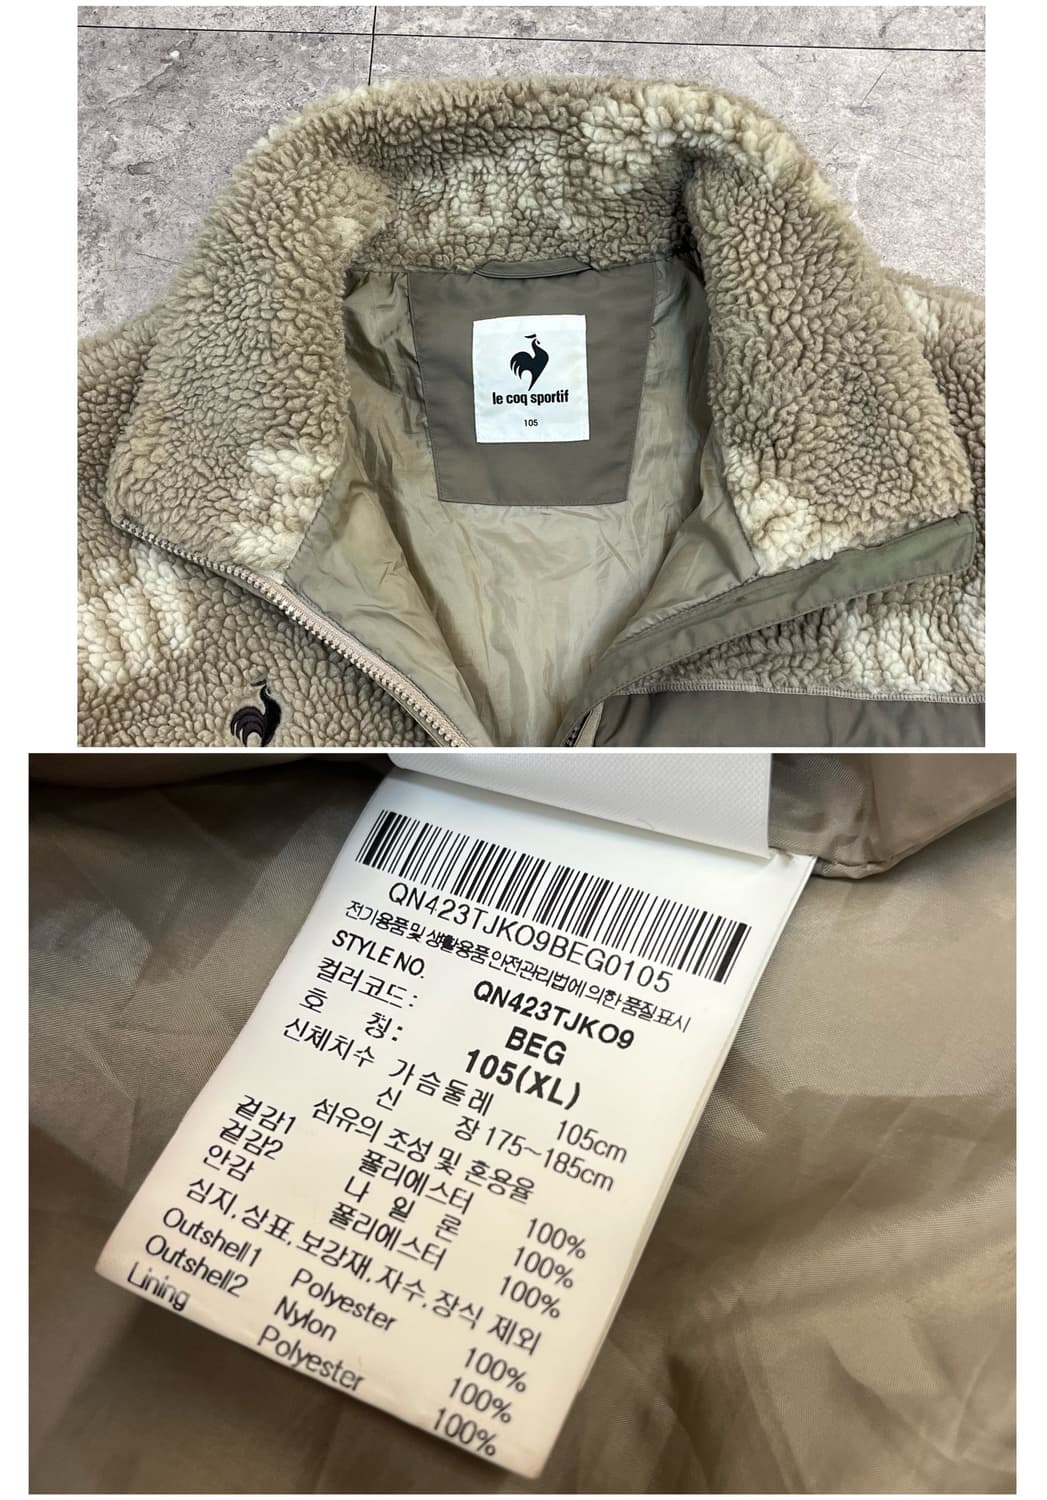 le coq sportif
105
QN423TJK09BEG0105
전기용품 및 생활용품 안전관리법에 의한 품질표시
STYLE NO. QN423TJK09
컬러코드: BEG
호 칭: 105(XL)
신체치수 가슴둘레 105cm
신 장 175~185cm
섬유의 조성 및 혼용율
겉감1 폴리에스터 100%
겉감2 나 일 론 100%
안감 폴리에스터 100%
심지,상표,보강재,자수,장식 제외
Outshell1 Polyester 100%
Outshell2 Nylon 100%
Lining Polyester 100%